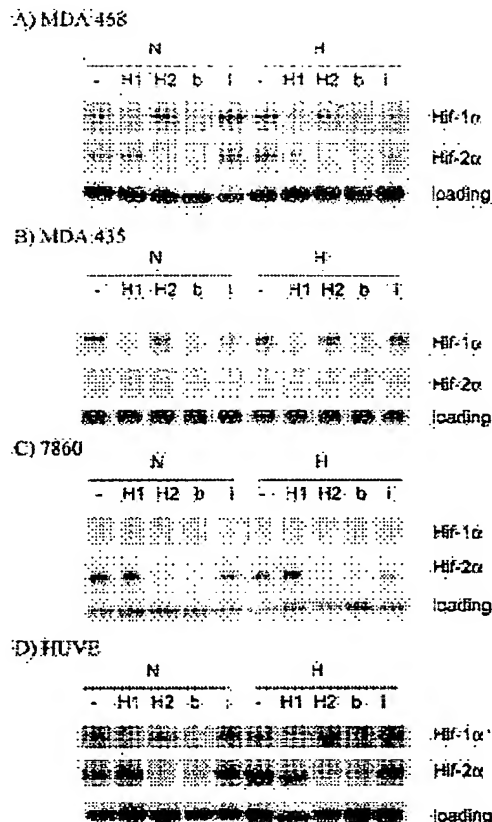 A) MDA 468
N H
- H1 H2 b i - H1 H2 b i
Hif-1α
Hif-2α
loading
B) MDA 435
N H
- H1 H2 b i - H1 H2 b i
Hif-1α
Hif-2α
loading
C) 7860
N H
- H1 H2 b i - H1 H2 b i
Hif-1α
Hif-2α
loading
D) HUVE
N H
- H1 H2 b i - H1 H2 b i
Hif-1α
Hif-2α
loading